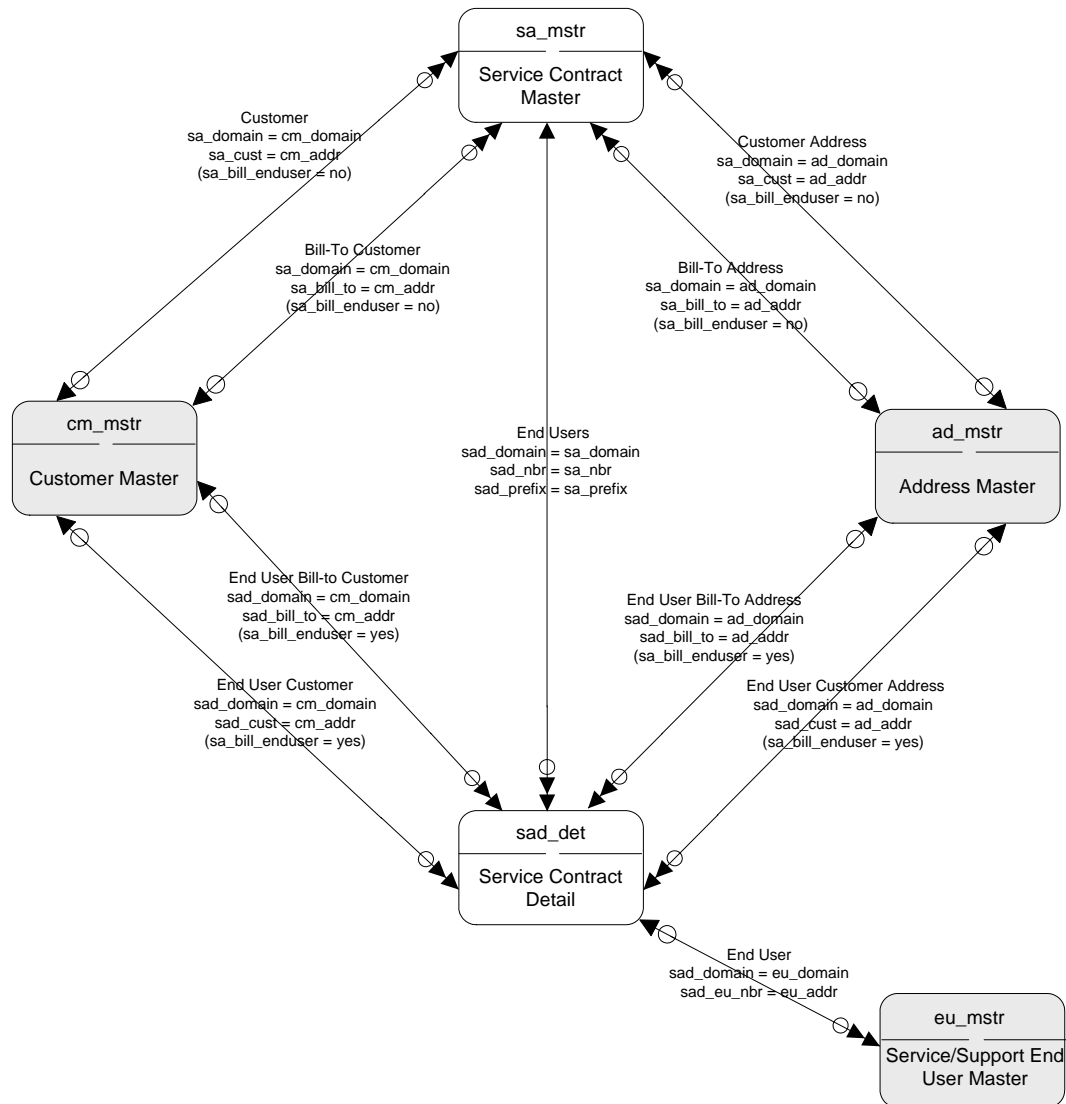 sa_mstr
Service Contract
Master
Customer
sa_domain = cm_domain
sa_cust = cm_addr
(sa_bill_enduser = no)
Customer Address
sa_domain = ad_domain
sa_cust = ad_addr
(sa_bill_enduser = no)
Bill-To Customer
sa_domain = cm_domain
sa_bill_to = cm_addr
(sa_bill_enduser = no)
Bill-To Address
sa_domain = ad_domain
sa_bill_to = ad_addr
(sa_bill_enduser = no)
cm_mstr
Customer Master
End Users
sad_domain = sa_domain
sad_nbr = sa_nbr
sad_prefix = sa_prefix
ad_mstr
Address Master
End User Bill-to Customer
sad_domain = cm_domain
sad_bill_to = cm_addr
(sa_bill_enduser = yes)
End User Bill-To Address
sad_domain = ad_domain
sad_bill_to = ad_addr
(sa_bill_enduser = yes)
End User Customer
sad_domain = cm_domain
sad_cust = cm_addr
(sa_bill_enduser = yes)
End User Customer Address
sad_domain = ad_domain
sad_cust = ad_addr
(sa_bill_enduser = yes)
sad_det
Service Contract
Detail
End User
sad_domain = eu_domain
sad_eu_nbr = eu_addr
eu_mstr
Service/Support End
User Master